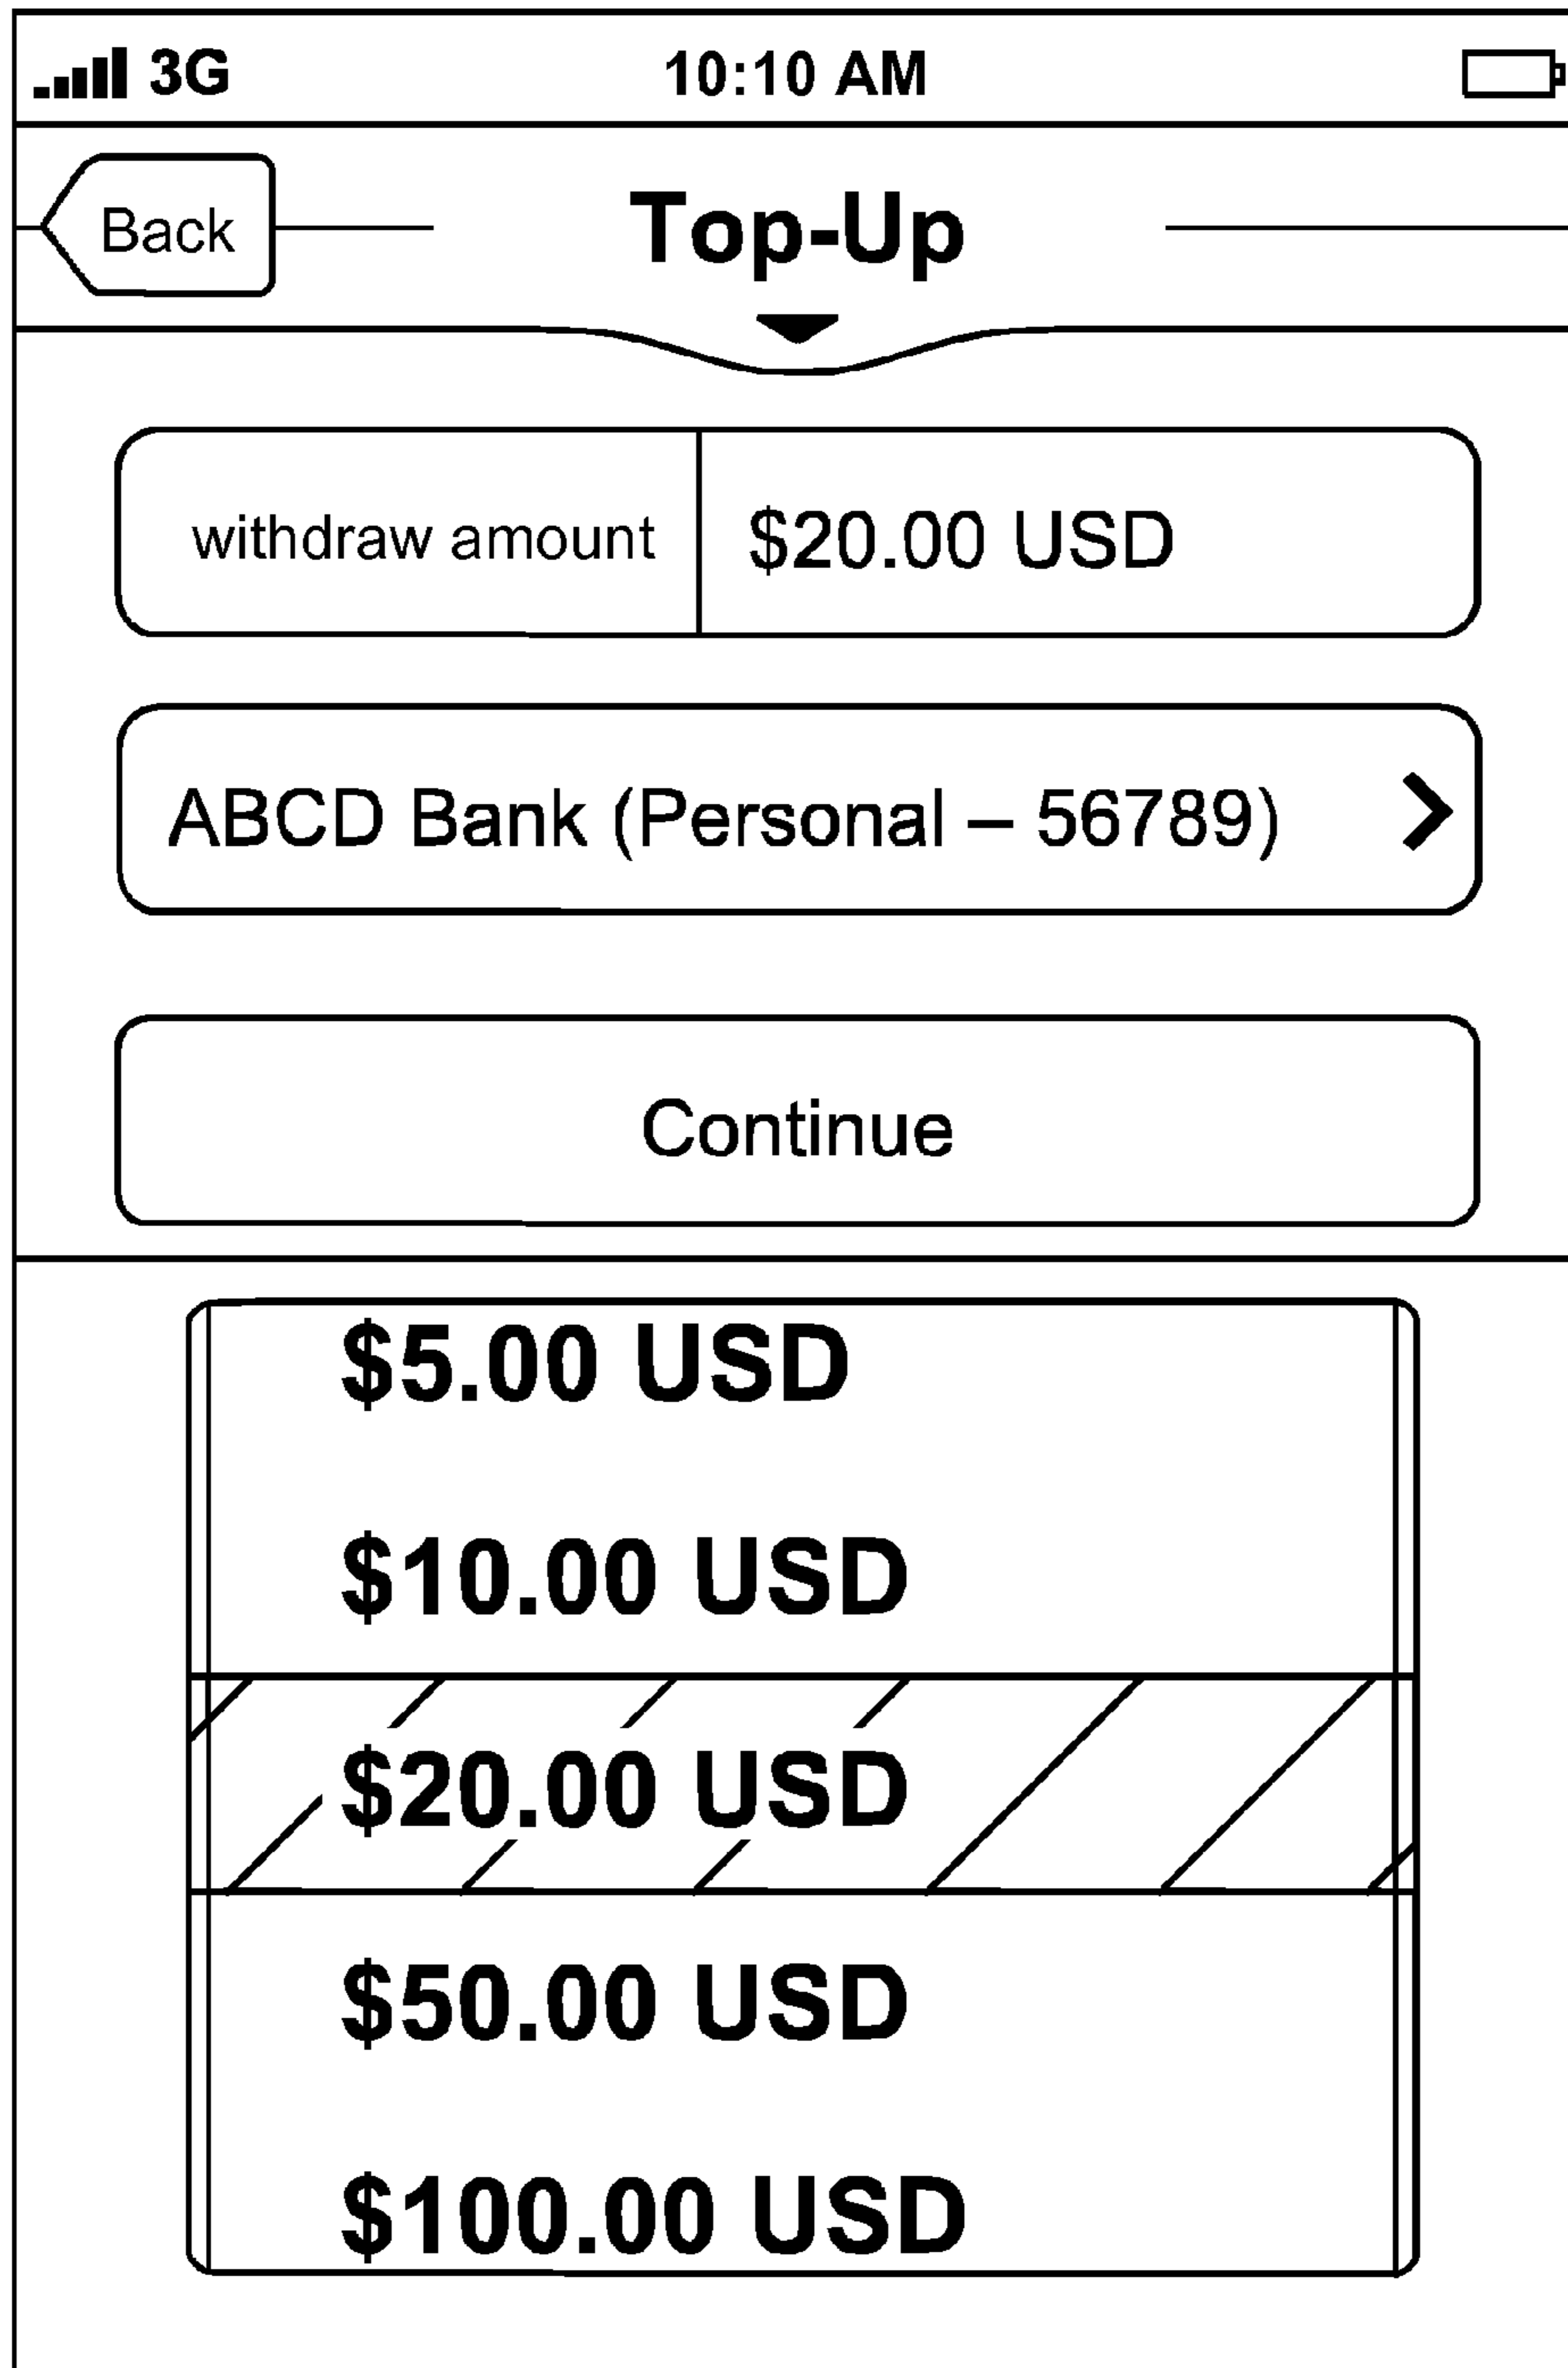 3G 10:10 AM
Back Top-Up
withdraw amount $20.00 USD
ABCD Bank (Personal – 56789)
Continue
$5.00 USD
$10.00 USD
$20.00 USD
$50.00 USD
$100.00 USD